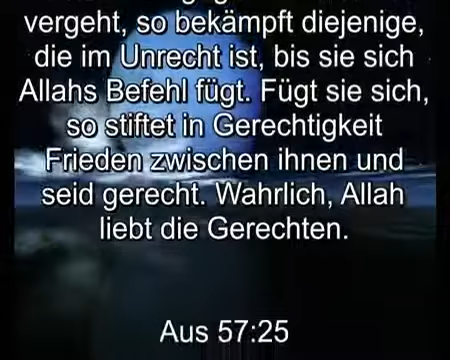 vergeht, so bekämpft diejenige,
die im Unrecht ist, bis sie sich
Allahs Befehl fügt. Fügt sie sich,
so stiftet in Gerechtigkeit
Frieden zwischen ihnen und
seid gerecht. Wahrlich, Allah
liebt die Gerechten.
Aus 57:25